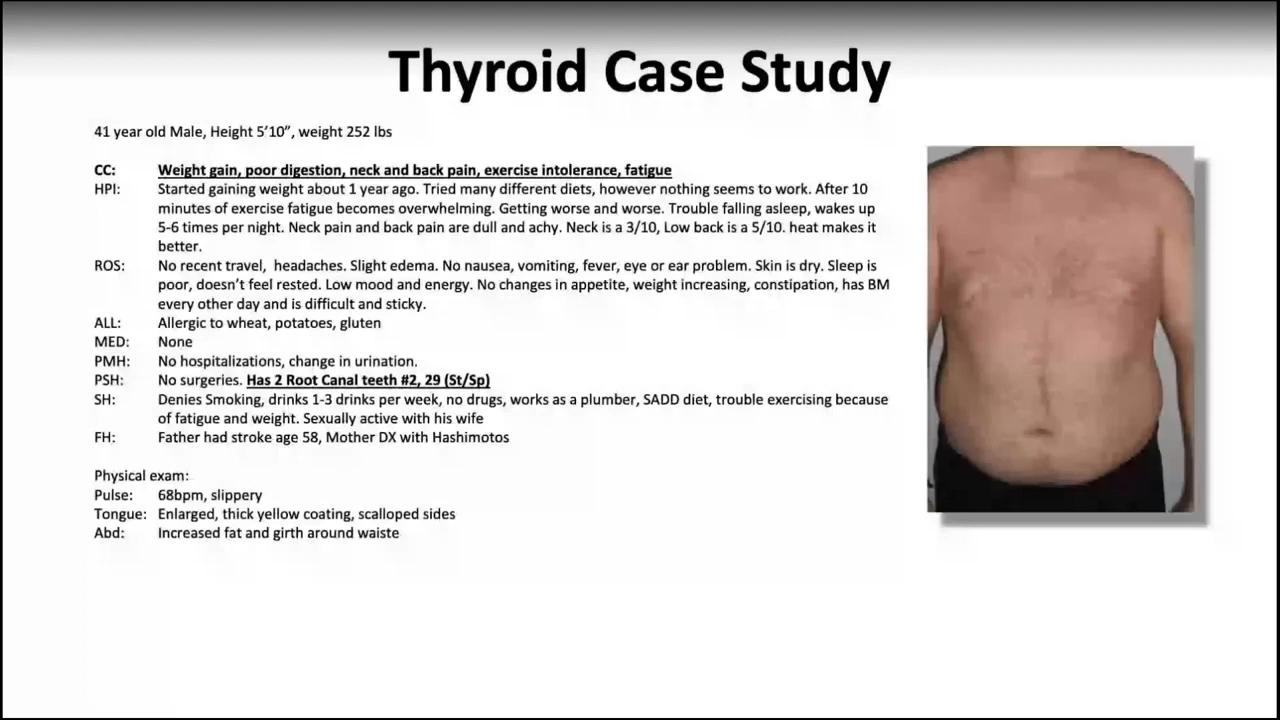 Thyroid Case Study
41 year old Male, Height 5’10”, weight 252 lbs
CC: Weight gain, poor digestion, neck and back pain, exercise intolerance, fatigue
HPI: Started gaining weight about 1 year ago. Tried many different diets, however nothing seems to work. After 10
minutes of exercise fatigue becomes overwhelming. Getting worse and worse. Trouble falling asleep, wakes up
5-6 times per night. Neck pain and back pain are dull and achy. Neck is a 3/10, Low back is a 5/10. heat makes it
better.
ROS: No recent travel, headaches. Slight edema. No nausea, vomiting, fever, eye or ear problem. Skin is dry. Sleep is
poor, doesn’t feel rested. Low mood and energy. No changes in appetite, weight increasing, constipation, has BM
every other day and is difficult and sticky.
ALL: Allergic to wheat, potatoes, gluten
MED: None
PMH: No hospitalizations, change in urination.
PSH: No surgeries. Has 2 Root Canal teeth #2, 29 (St/Sp)
SH: Denies Smoking, drinks 1-3 drinks per week, no drugs, works as a plumber, SADD diet, trouble exercising because
of fatigue and weight. Sexually active with his wife
FH: Father had stroke age 58, Mother DX with Hashimotos
Physical exam:
Pulse: 68bpm, slippery
Tongue: Enlarged, thick yellow coating, scalloped sides
Abd: Increased fat and girth around waiste